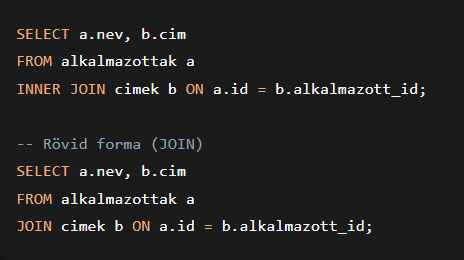 SELECT a.nev, b.cim
FROM alkalmazottak a
INNER JOIN cimek b ON a.id = b.alkalmazott_id;
-- Rövid forma (JOIN)
SELECT a.nev, b.cim
FROM alkalmazottak a
JOIN cimek b ON a.id = b.alkalmazott_id;